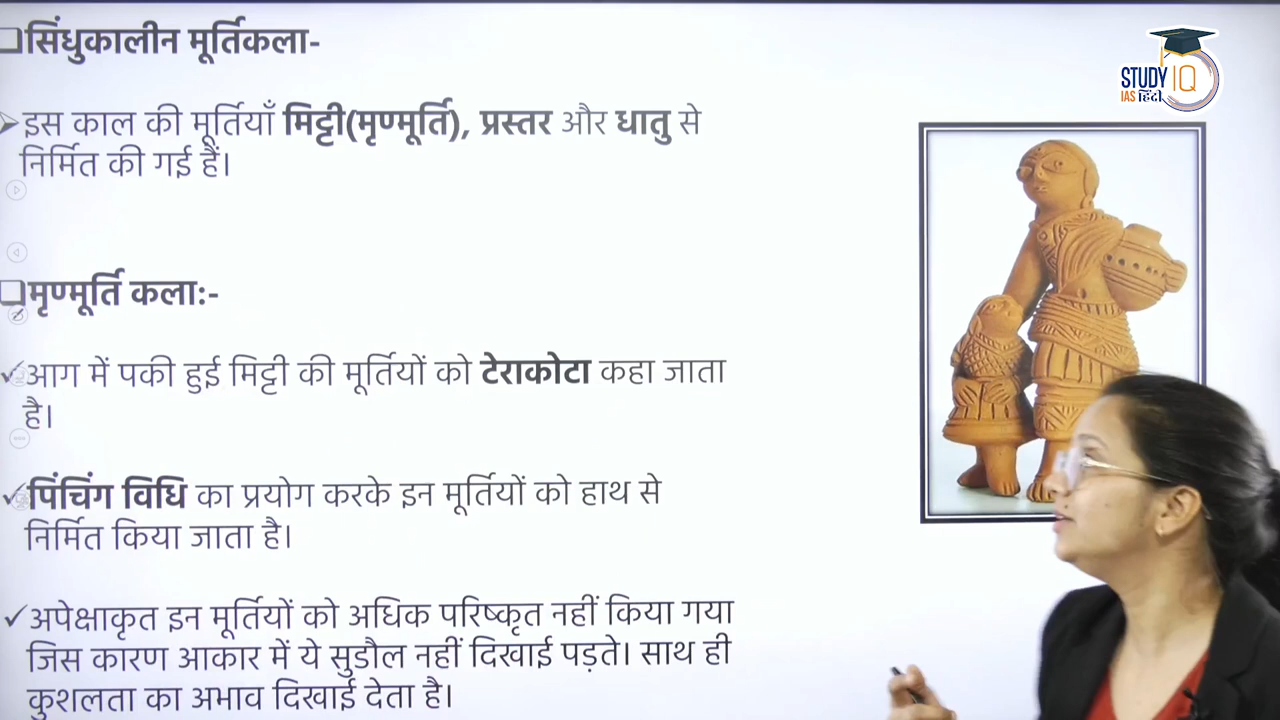 सिंधुकालीन मूर्तिकला-
STUDY IQ
IAS हिंदी
इस काल की मूर्तियाँ मिट्टी(मृण्मूर्ति), प्रस्तर और धातु से
निर्मित की गई हैं।
मृण्मूर्ति कला:-
आग में पकी हुई मिट्टी की मूर्तियों को टेराकोटा कहा जाता
है।
पिंचिंग विधि का प्रयोग करके इन मूर्तियों को हाथ से
निर्मित किया जाता है।
अपेक्षाकृत इन मूर्तियों को अधिक परिष्कृत नहीं किया गया
जिस कारण आकार में ये सुडौल नहीं दिखाई पड़ते। साथ ही
कुशलता का अभाव दिखाई देता है।